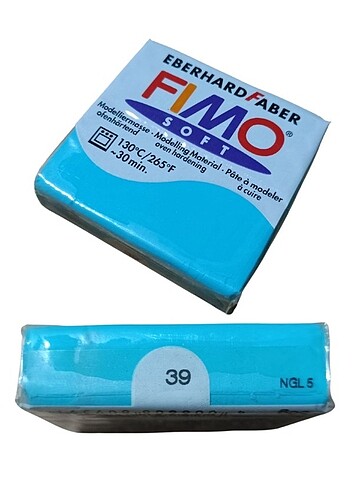 EBERHARD FABER
FIMO®
SOFT
Modelliermasse - Modelling Material - Pâte à modeler
ofenhärtend
oven hardening
à cuire
130°C/265°F
~30 min.
39
NGL 5